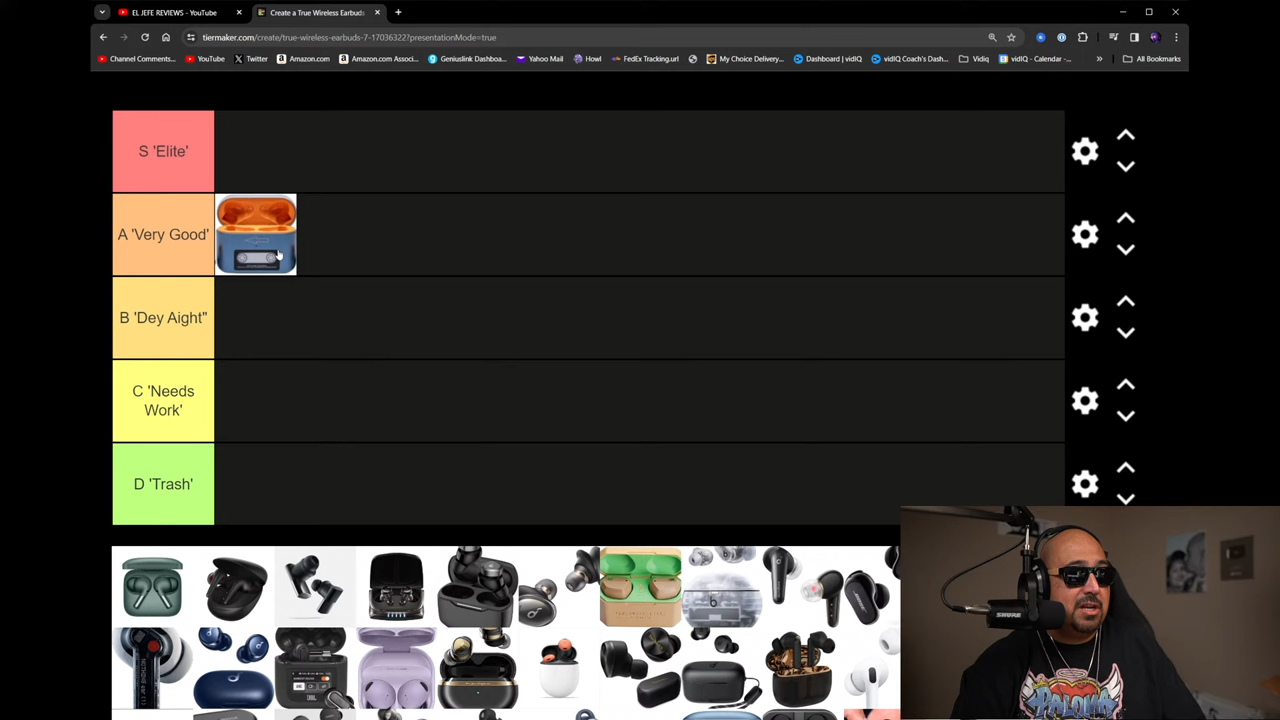 EL JEFE REVIEWS - YouTube
Create a True Wireless Earbuds
tiermaker.com/create/true-wireless-earbuds-7-17036322?presentationMode=true
Channel Comments...
YouTube
Twitter
Amazon.com
Amazon.com Associ...
Geniuslink Dashboa...
Yahoo Mail
Howl
FedEx Tracking.url
My Choice Delivery...
Dashboard | vidIQ
vidIQ Coach's Dash...
Vidiq
vidIQ - Calendar -...
All Bookmarks
S 'Elite'
A 'Very Good'
B 'Dey Aight"
C 'Needs
Work'
D 'Trash'
SHURE
JBL
BOSE
PALOMA